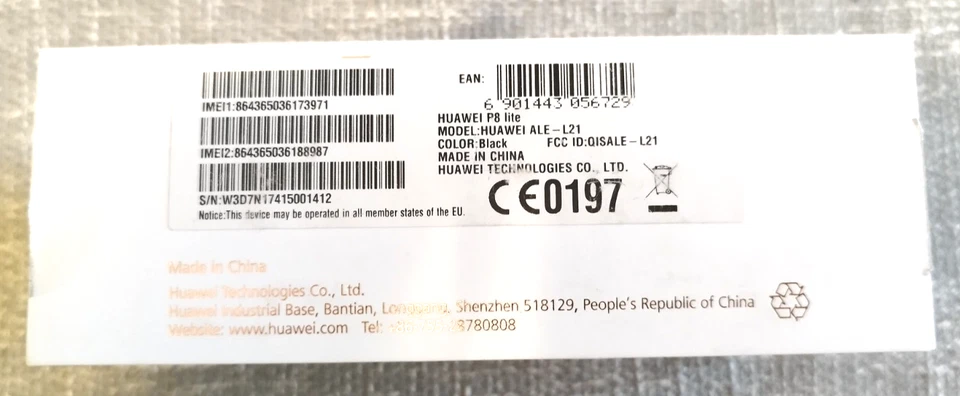 IMEI1:864365036173971
IMEI2:864365036188987
S/N:W3D7N17415001412
Notice:This device may be operated in all member states of the EU.
EAN:
6 901443 056729
HUAWEI P8 lite
MODEL:HUAWEI ALE-L21
COLOR:Black FCC ID:QISALE-L21
MADE IN CHINA
HUAWEI TECHNOLOGIES CO., LTD.
CE0197
Made in China
Huawei Technologies Co., Ltd.
Huawei Industrial Base, Bantian, Longgang, Shenzhen 518129, People's Republic of China
Website: www.huawei.com Tel: